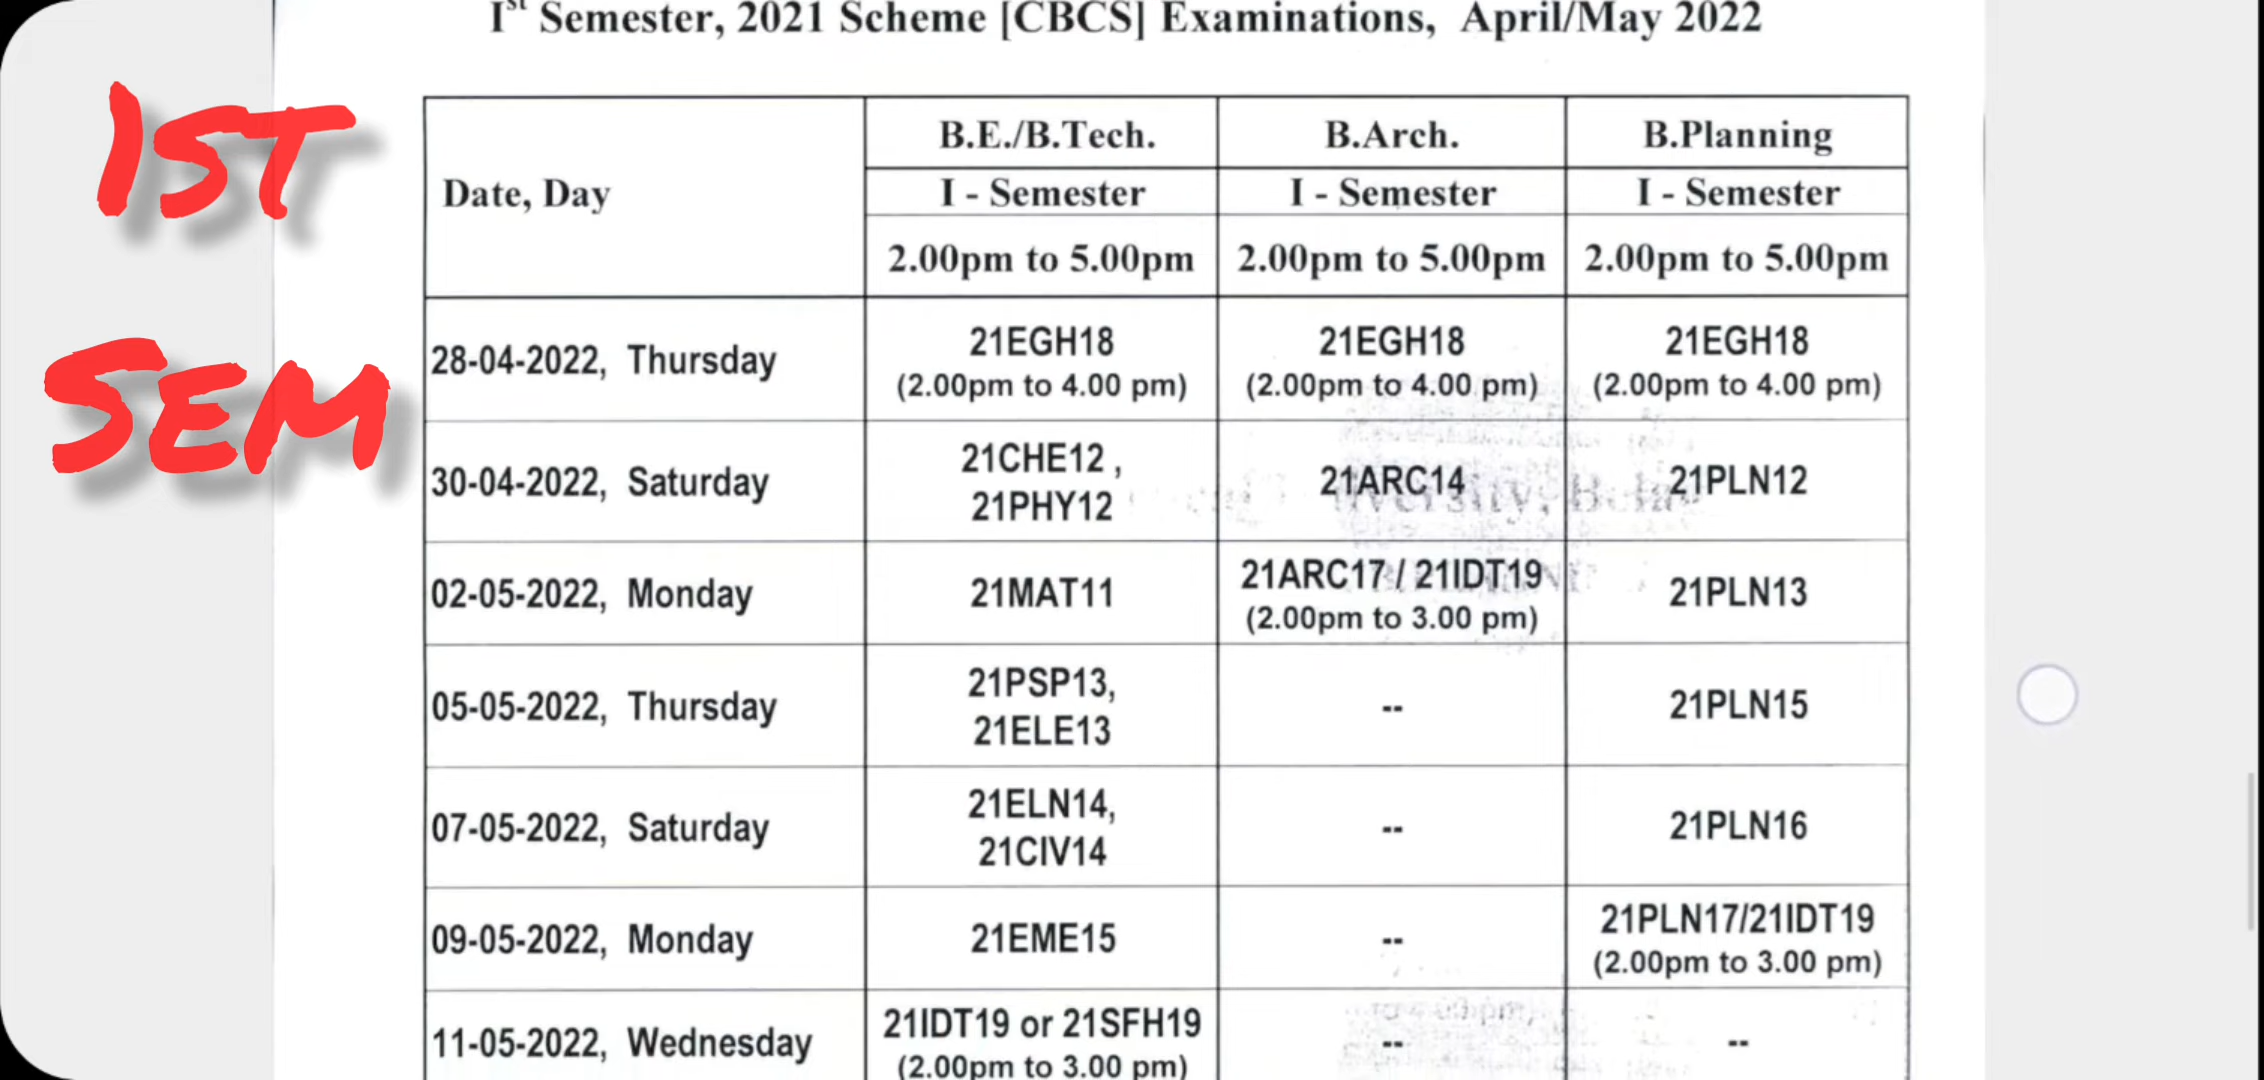 Ist Semester, 2021 Scheme [CBCS] Examinations, April/May 2022
1ST
SEM
Date, Day
B.E./B.Tech. B.Arch. B.Planning
I - Semester I - Semester I - Semester
2.00pm to 5.00pm 2.00pm to 5.00pm 2.00pm to 5.00pm
28-04-2022, Thursday 21EGH18 21EGH18 21EGH18
(2.00pm to 4.00 pm) (2.00pm to 4.00 pm) (2.00pm to 4.00 pm)
30-04-2022, Saturday 21CHE12 , 21ARC14 21PLN12
21PHY12
02-05-2022, Monday 21MAT11 21ARC17 / 21IDT19 21PLN13
(2.00pm to 3.00 pm)
05-05-2022, Thursday 21PSP13, -- 21PLN15
21ELE13
07-05-2022, Saturday 21ELN14, -- 21PLN16
21CIV14
09-05-2022, Monday 21EME15 -- 21PLN17/21IDT19
(2.00pm to 3.00 pm)
11-05-2022, Wednesday 21IDT19 or 21SFH19 -- --
(2.00pm to 3.00 pm)